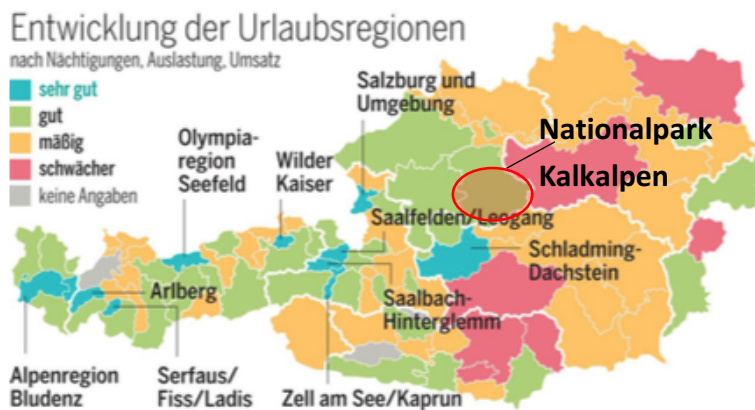 Entwicklung der Urlaubsregionen
nach Nächtigungen, Auslastung, Umsatz
sehr gut
gut
mäßig
schwächer
keine Angaben
Salzburg und
Umgebung
Olympia-
region
Seefeld
Wilder
Kaiser
Nationalpark
Kalkalpen
Saalfelden/Leogang
Schladming-
Dachstein
Arlberg
Saalbach-
Hinterglemm
Alpenregion
Bludenz
Serfaus/
Fiss/Ladis
Zell am See/Kaprun